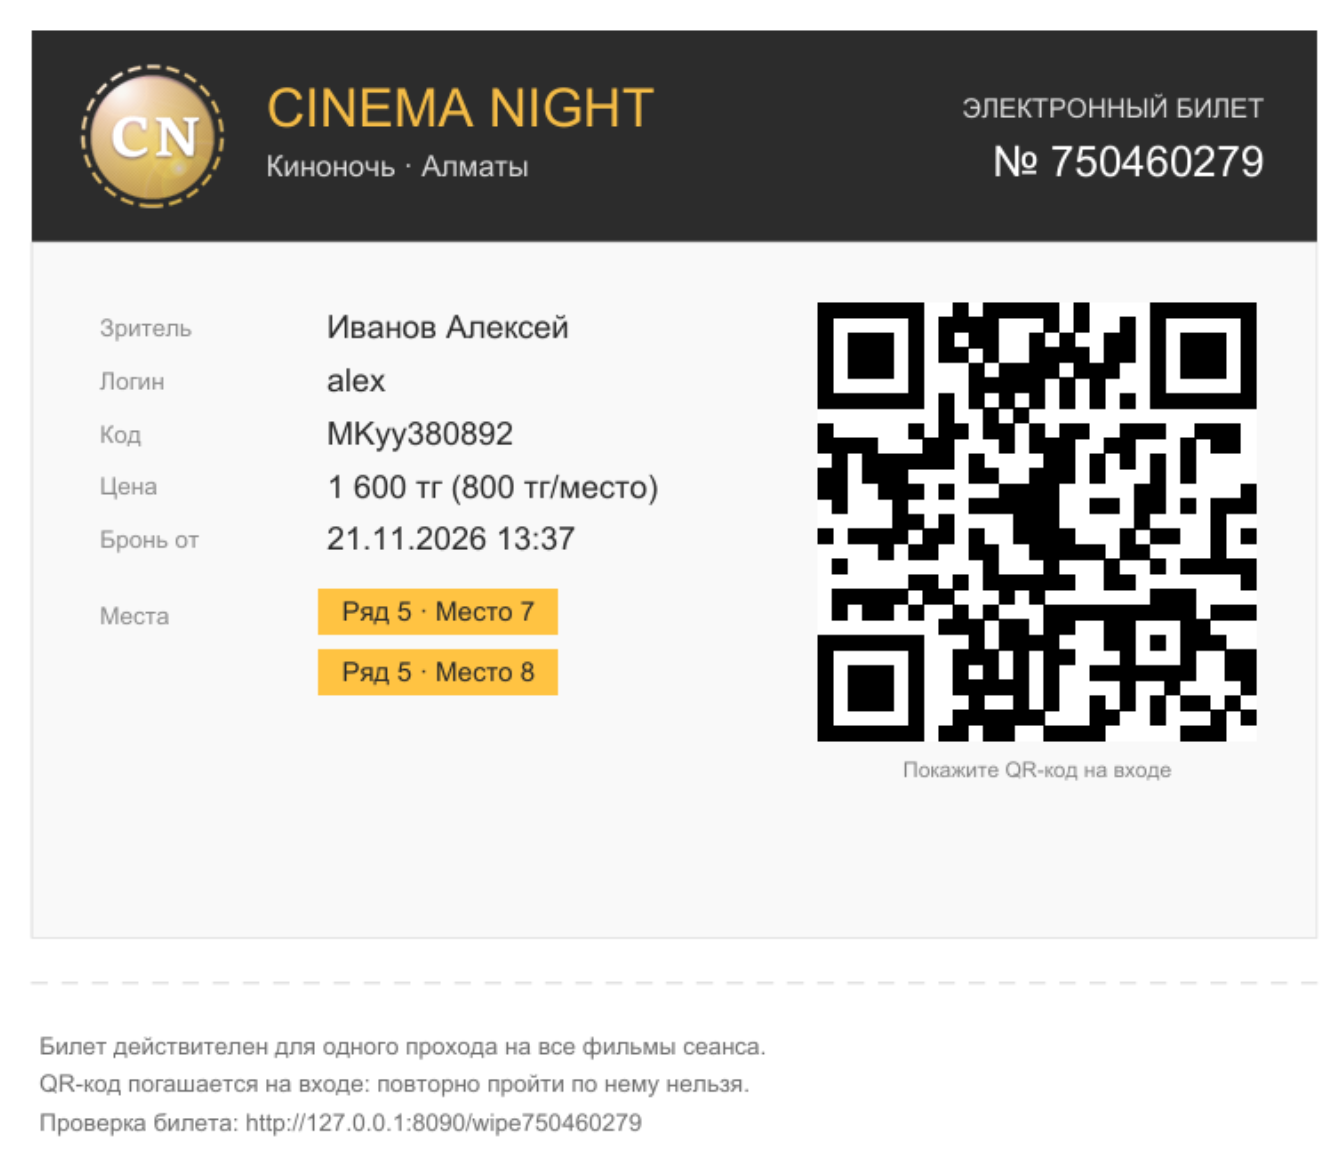 CN
CINEMA NIGHT
Киноночь · Алматы
ЭЛЕКТРОННЫЙ БИЛЕТ
№ 750460279
Зритель Иванов Алексей
Логин alex
Код MKyy380892
Цена 1 600 тг (800 тг/место)
Бронь от 21.11.2026 13:37
Места Ряд 5 · Место 7
Ряд 5 · Место 8
Покажите QR-код на входе
Билет действителен для одного прохода на все фильмы сеанса.
QR-код погашается на входе: повторно пройти по нему нельзя.
Проверка билета: http://127.0.0.1:8090/wipe750460279